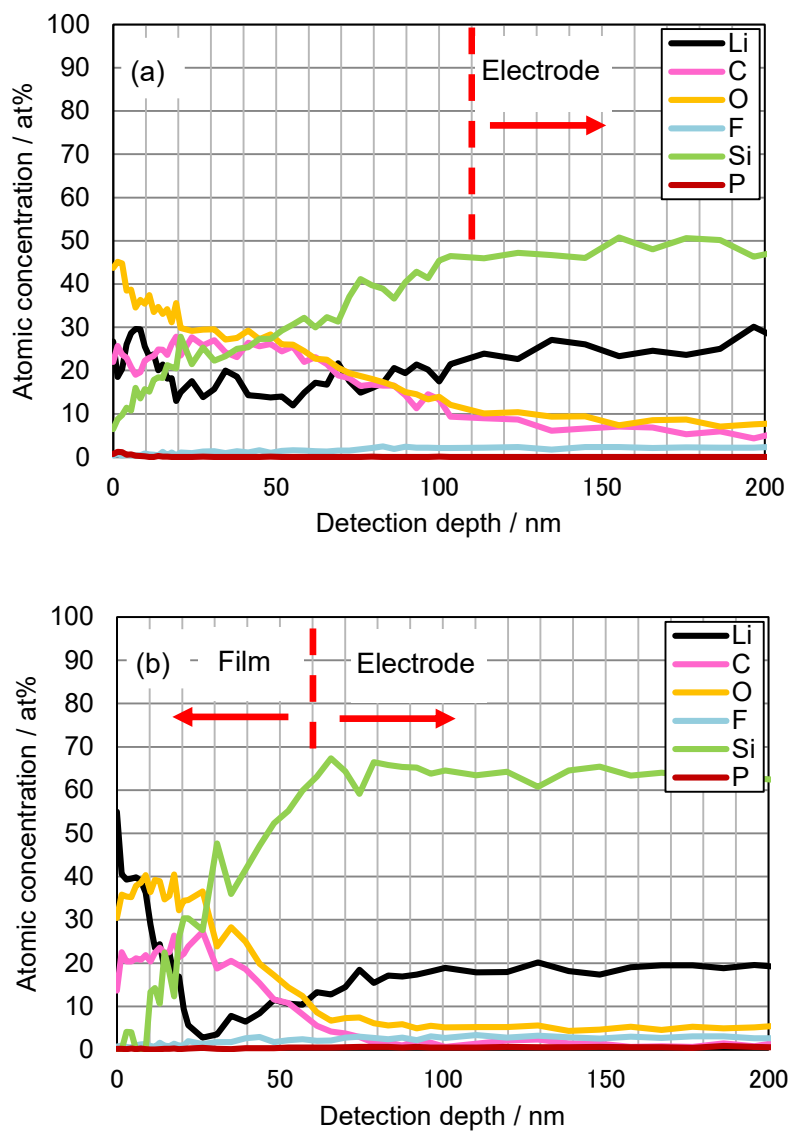 100
90
80
70
60
50
40
30
20
10
0
Atomic concentration / at%
(a)
Electrode
Li
C
O
F
Si
P
0 50 100 150 200
Detection depth / nm
100
90
80
70
60
50
40
30
20
10
0
Atomic concentration / at%
(b) Film Electrode
Li
C
O
F
Si
P
0 50 100 150 200
Detection depth / nm